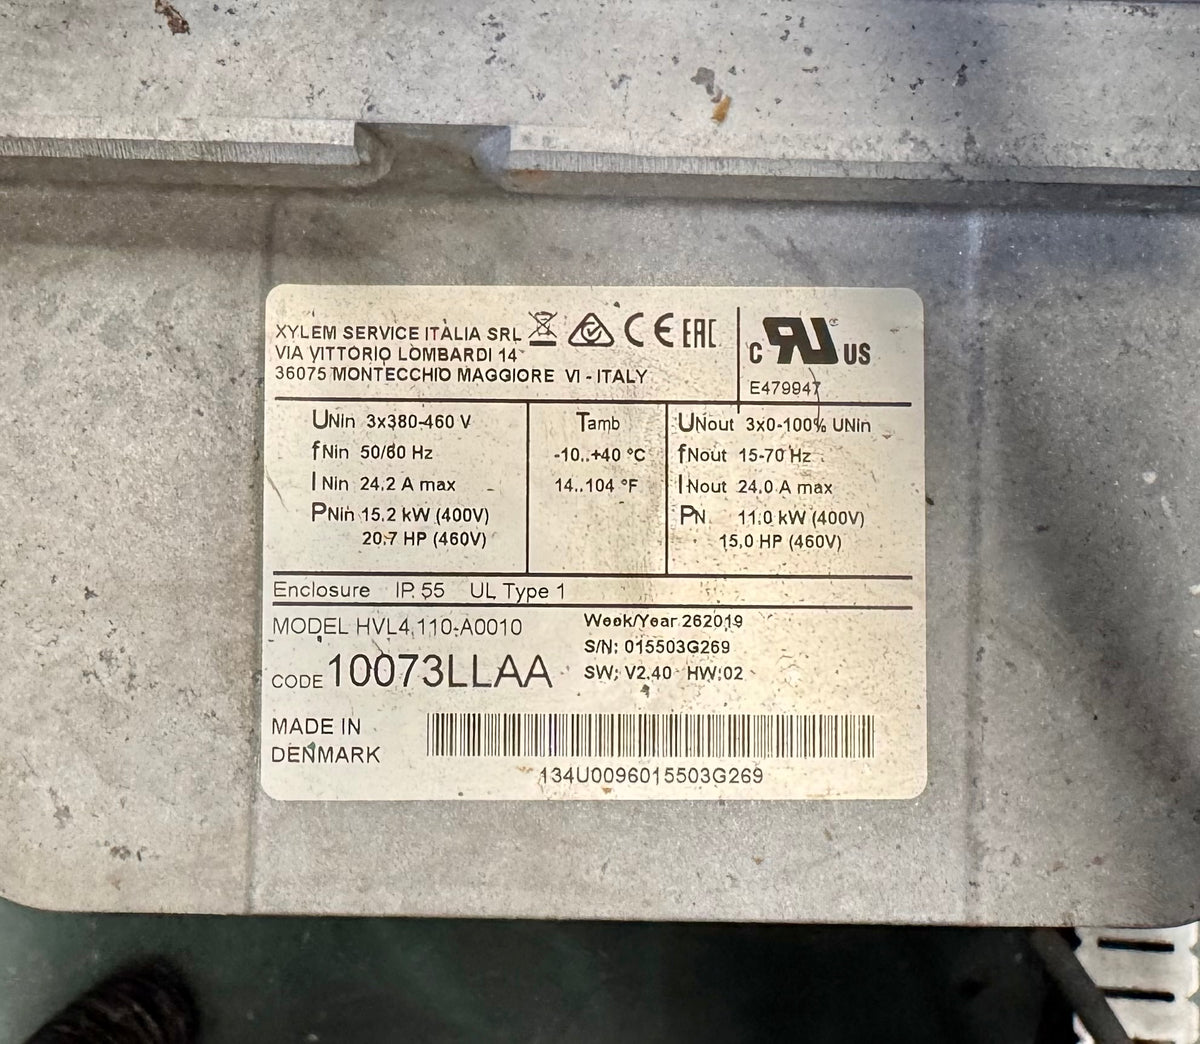 XYLEM SERVICE ITALIA SRL CE EAC
VIA VITTORIO LOMBARDI 14
36075 MONTECCHIO MAGGIORE VI - ITALY
C RU ® US
E479947
UNin 3x380-460 V
fNin 50/60 Hz
INin 24,2 A max
PNin 15,2 kW (400V)
20,7 HP (460V)
Tamb
-10..+40 °C
14..104 °F
UNout 3x0-100% UNin
fNout 15-70 Hz
INout 24,0 A max
PN 11,0 kW (400V)
15,0 HP (460V)
Enclosure IP 55 UL Type 1
MODEL HVL4.110-A0010
CODE 10073LLAA
Week/Year 262019
S/N: 015503G269
SW: V2.40 HW:02
MADE IN
DENMARK
134U0096015503G269